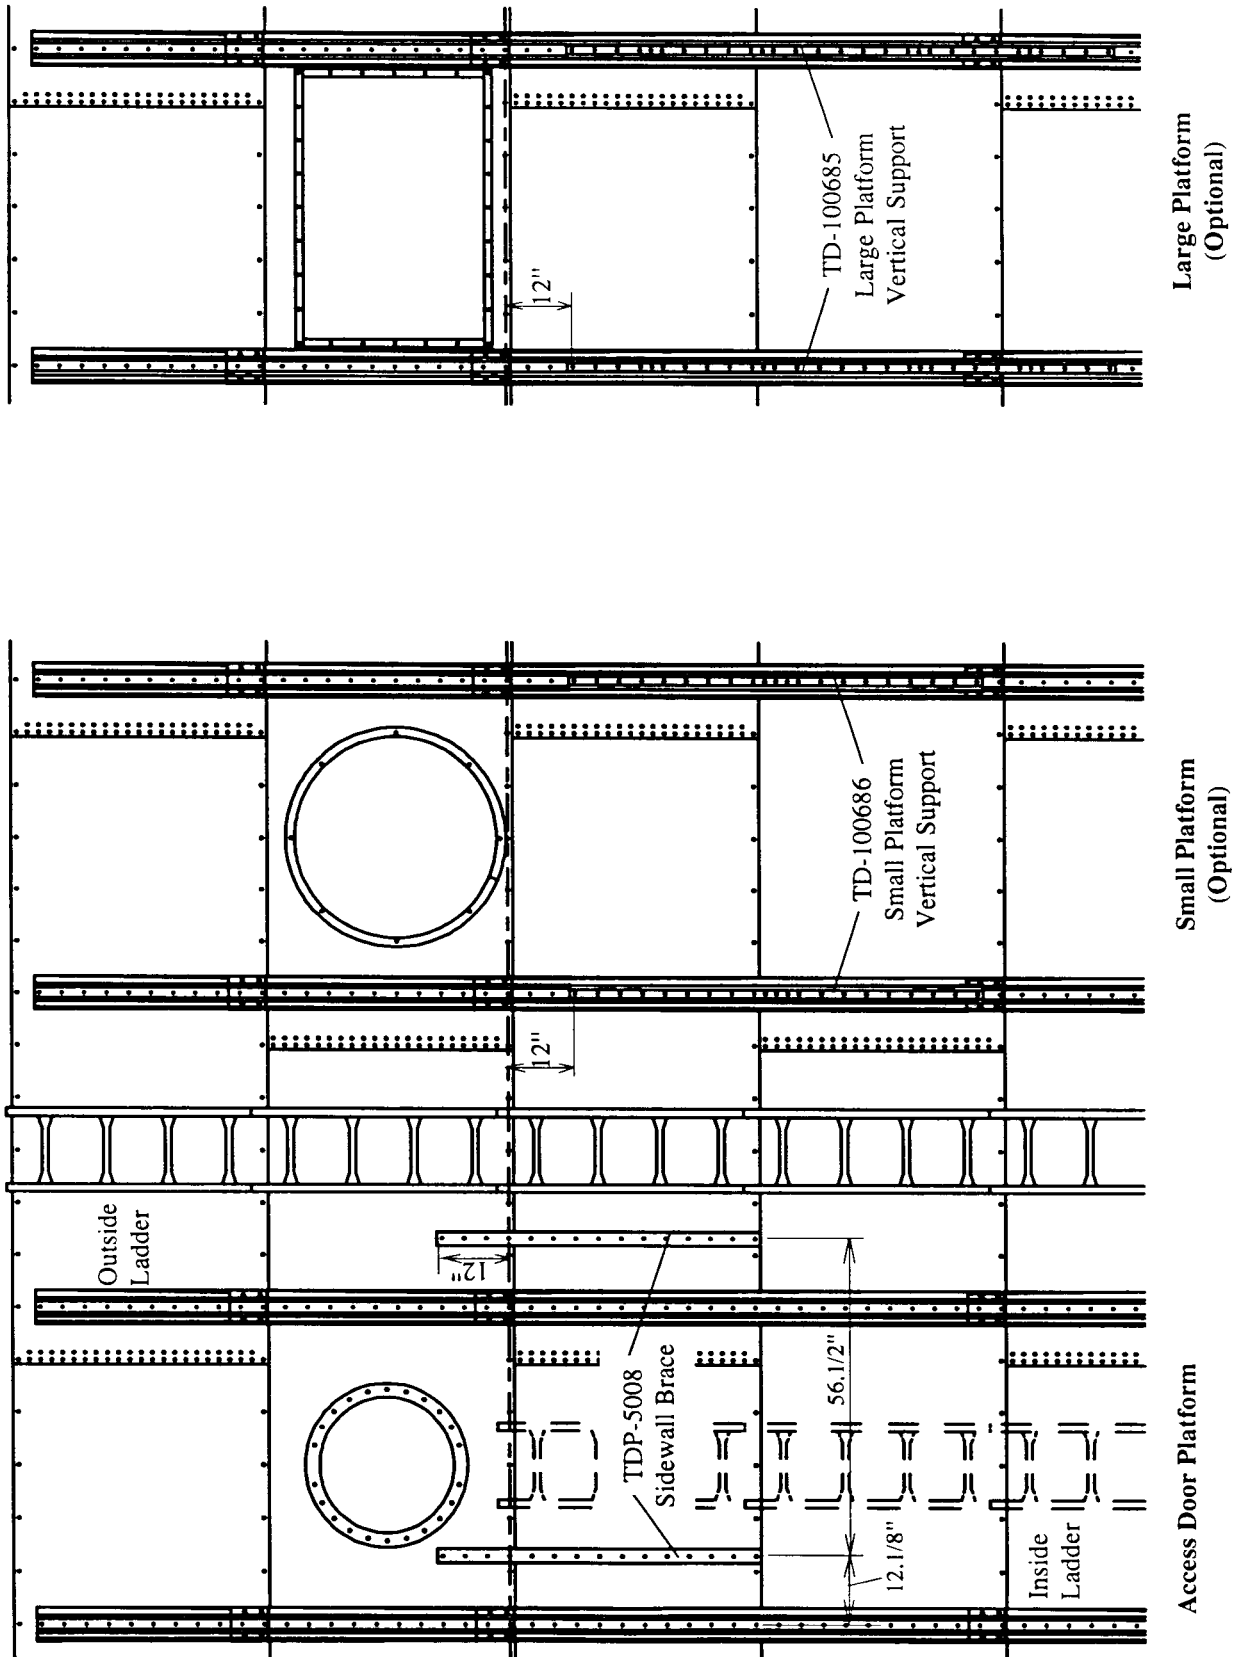 Outside
Ladder
12"
TDP-5008
Sidewall Brace
56.1/2"
12.1/8"
Inside
Ladder
Access Door Platform
12"
TD-100686
Small Platform
Vertical Support
Small Platform
(Optional)
12"
TD-100685
Large Platform
Vertical Support
Large Platform
(Optional)